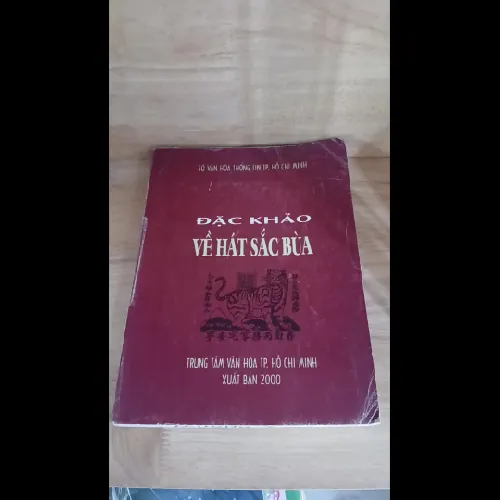 SỞ VĂN HÓA THÔNG TIN TP. HỒ CHÍ MINH
ĐẶC KHẢO
VỀ HÁT SẮC BÙA
TRUNG TÂM VĂN HÓA TP. HỒ CHÍ MINH
XUẤT BẢN 2000